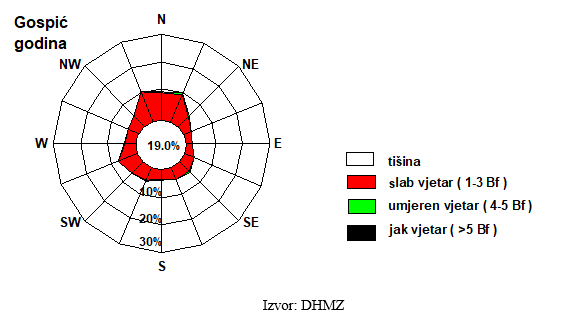 Gospić
godina
N
NW
NE
W
19.0%
E
10%
SW
20%
SE
30%
S
tišina
slab vjetar ( 1-3 Bf )
umjeren vjetar ( 4-5 Bf )
jak vjetar ( >5 Bf )
Izvor: DHMZ